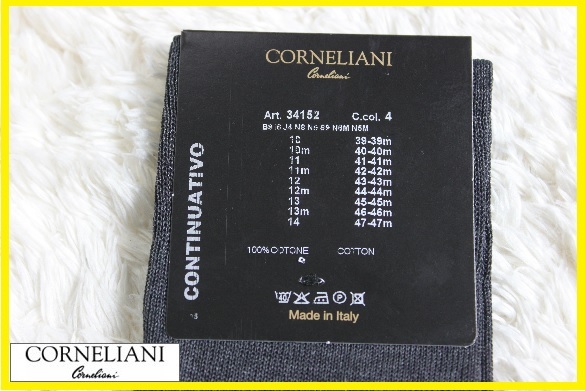 CORNELIANI
Corneliani
Art. 34152 C.col. 4
10 39-39m
10m 40-40m
11 41-41m
11m 42-42m
12 43-43m
12m 44-44m
13 45-45m
13m 46-46m
14 47-47m
CONTINUATIVO
100% COTONE COTTON
40 P
Made in Italy
CORNELIANI
Corneliani